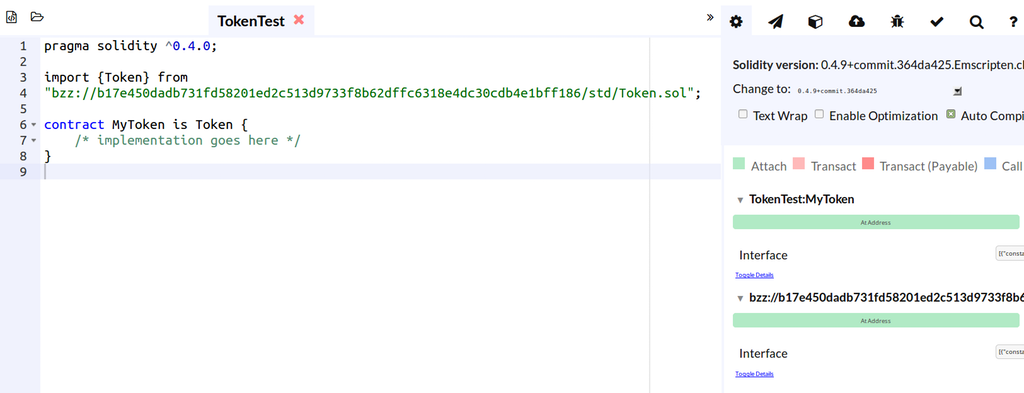 TokenTest
1 pragma solidity ^0.4.0;
2
3 import {Token} from
4 "bzz://b17e450dadb731fd58201ed2c513d9733f8b62dffc6318e4dc30cdb4e1bff186/std/Token.sol";
5
6 contract MyToken is Token {
7 /* implementation goes here */
8 }
9
Solidity version: 0.4.9+commit.364da425.Emscripten.cl
Change to: 0.4.9+commit.364da425
Text Wrap Enable Optimization Auto Compi
Attach Transact Transact (Payable) Call
TokenTest:MyToken
At Address
Interface [{"consta
Toggle Details
bzz://b17e450dadb731fd58201ed2c513d9733f8b6
At Address
Interface [{"consta
Toggle Details